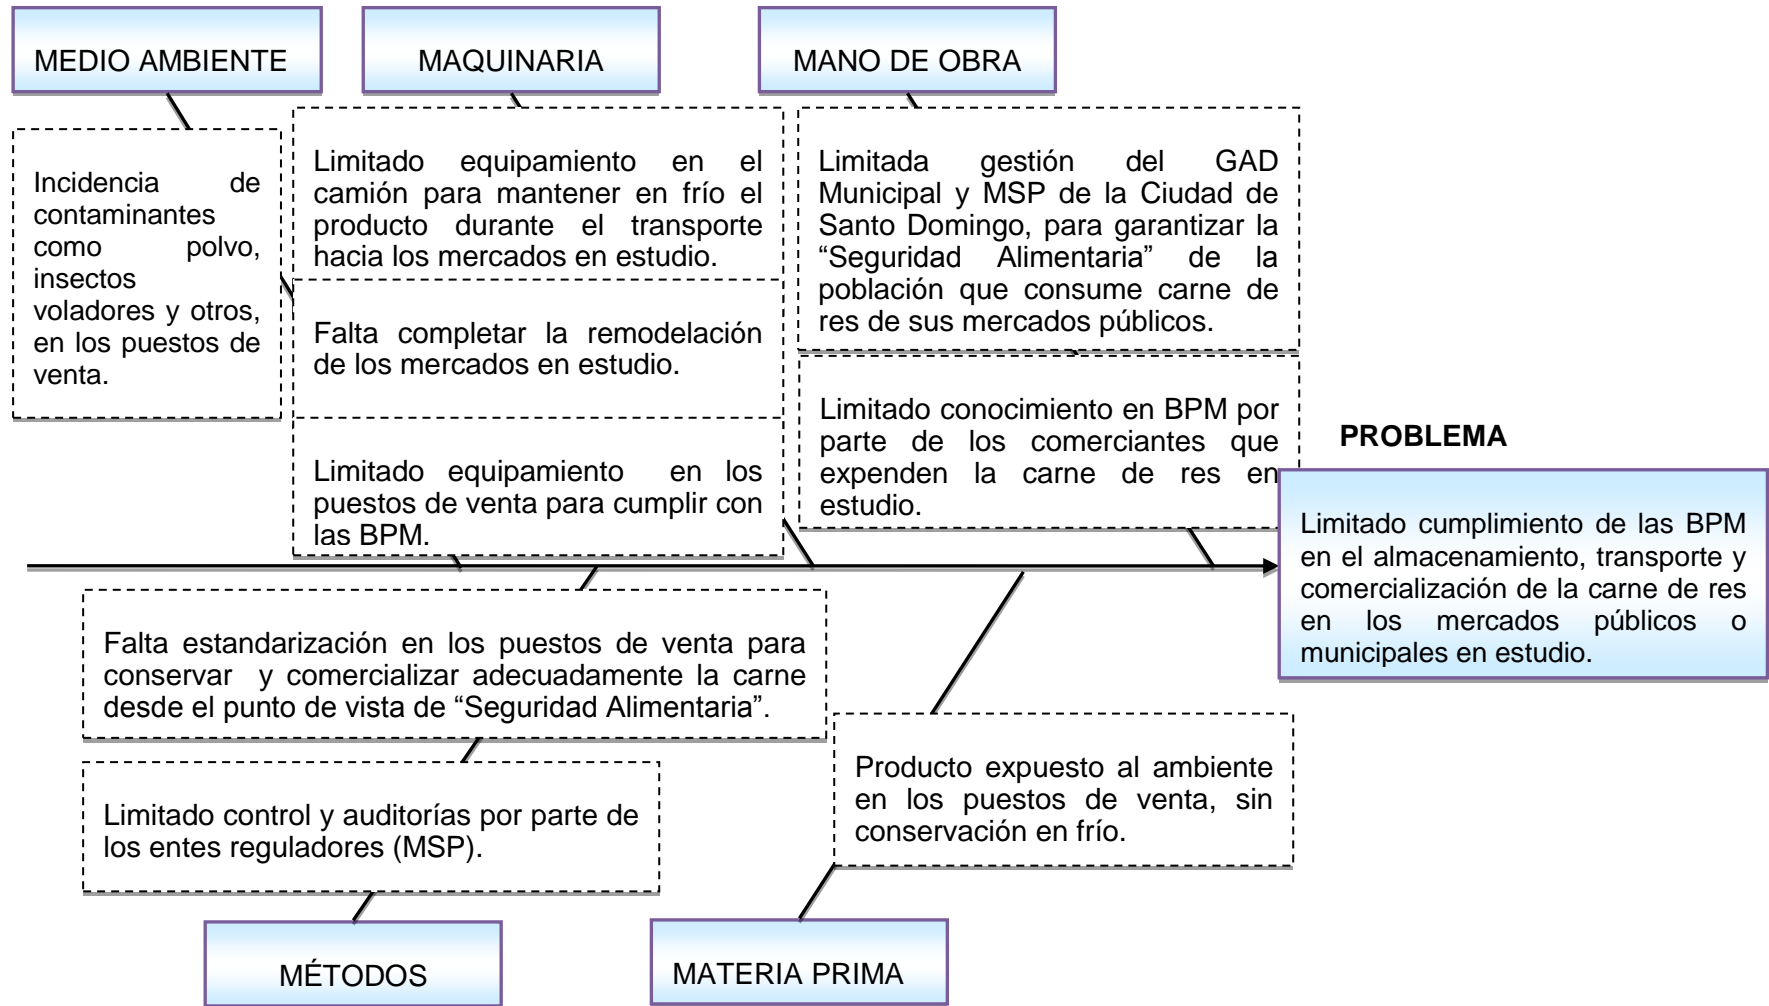 MEDIO AMBIENTE
MAQUINARIA
MANO DE OBRA
Incidencia de
contaminantes
como polvo,
insectos
voladores y otros,
en los puestos de
venta.
Limitado equipamiento en el
camión para mantener en frío el
producto durante el transporte
hacia los mercados en estudio.
Falta completar la remodelación
de los mercados en estudio.
Limitado equipamiento en los
puestos de venta para cumplir con
las BPM.
Limitada gestión del GAD
Municipal y MSP de la Ciudad de
Santo Domingo, para garantizar la
“Seguridad Alimentaria” de la
población que consume carne de
res de sus mercados públicos.
Limitado conocimiento en BPM por
parte de los comerciantes que
expenden la carne de res en
estudio.
PROBLEMA
Limitado cumplimiento de las BPM
en el almacenamiento, transporte y
comercialización de la carne de res
en los mercados públicos o
municipales en estudio.
Falta estandarización en los puestos de venta para
conservar y comercializar adecuadamente la carne
desde el punto de vista de “Seguridad Alimentaria”.
Limitado control y auditorías por parte de
los entes reguladores (MSP).
Producto expuesto al ambiente
en los puestos de venta, sin
conservación en frío.
MÉTODOS
MATERIA PRIMA